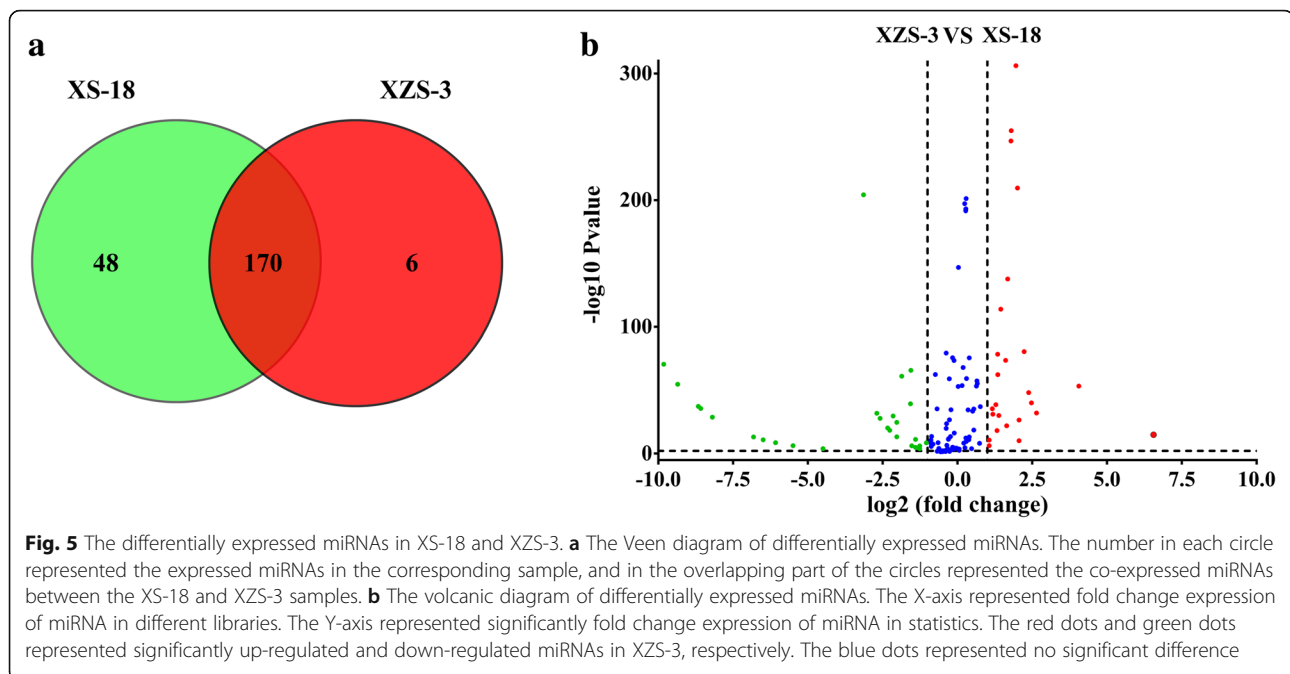 a
XS-18
XZS-3
48
170
6
b
XZS-3 VS XS-18
-log10 Pvalue
300
200
100
0
-10.0 -7.5 -5.0 -2.5 0.0 2.5 5.0 7.5 10.0
log2 (fold change)
Fig. 5 The differentially expressed miRNAs in XS-18 and XZS-3. a The Veen diagram of differentially expressed miRNAs. The number in each circle
represented the expressed miRNAs in the corresponding sample, and in the overlapping part of the circles represented the co-expressed miRNAs
between the XS-18 and XZS-3 samples. b The volcanic diagram of differentially expressed miRNAs. The X-axis represented fold change expression
of miRNA in different libraries. The Y-axis represented significantly fold change expression of miRNA in statistics. The red dots and green dots
represented significantly up-regulated and down-regulated miRNAs in XZS-3, respectively. The blue dots represented no significant difference